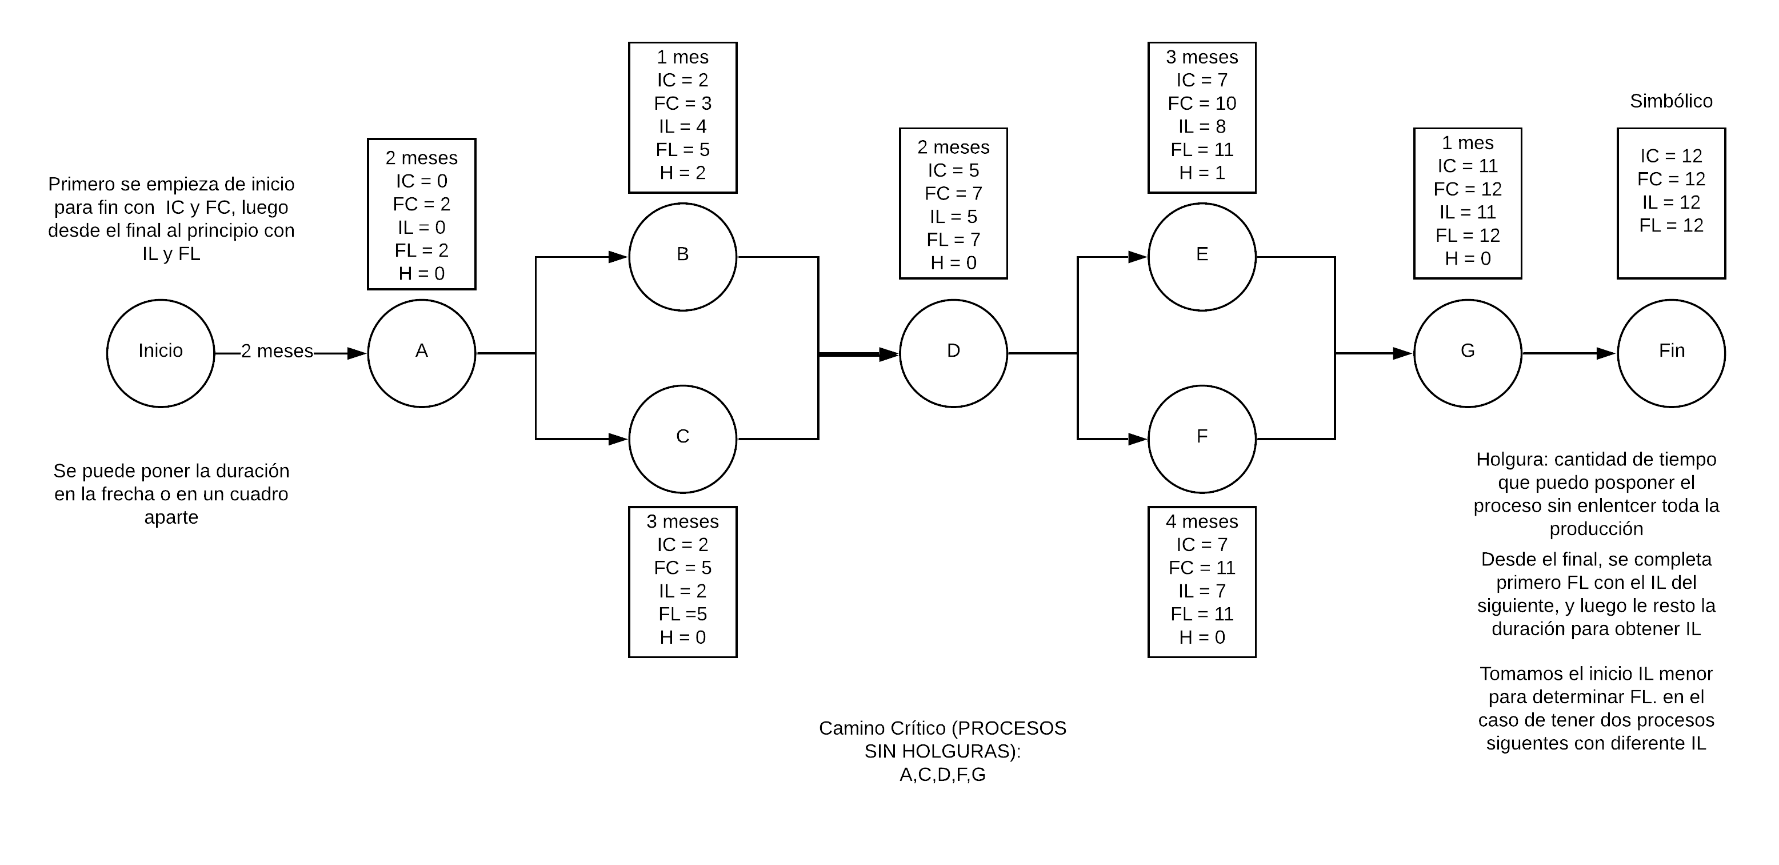 Primero se empieza de inicio
para fin con  IC y FC, luego
desde el final al principio con
IL y FL
Inicio
2 meses
Se puede poner la duración
en la frecha o en un cuadro
aparte
2 meses
IC = 0
FC = 2
IL = 0
FL = 2
H = 0
A
1 mes
IC = 2
FC = 3
IL = 4
FL = 5
H = 2
B
C
3 meses
IC = 2
FC = 5
IL = 2
FL =5
H = 0
2 meses
IC = 5
FC = 7
IL = 5
FL = 7
H = 0
D
3 meses
IC = 7
FC = 10
IL = 8
FL = 11
H = 1
E
F
4 meses
IC = 7
FC = 11
IL = 7
FL = 11
H = 0
1 mes
IC = 11
FC = 12
IL = 11
FL = 12
H = 0
G
Simbólico
IC = 12
FC = 12
IL = 12
FL = 12
Fin
Holgura: cantidad de tiempo
que puedo posponer el
proceso sin enlentcer toda la
producción
Desde el final, se completa
primero FL con el IL del
siguiente, y luego le resto la
duración para obtener IL
Tomamos el inicio IL menor
para determinar FL. en el
caso de tener dos procesos
siguentes con diferente IL
Camino Crítico (PROCESOS
SIN HOLGURAS):
A,C,D,F,G